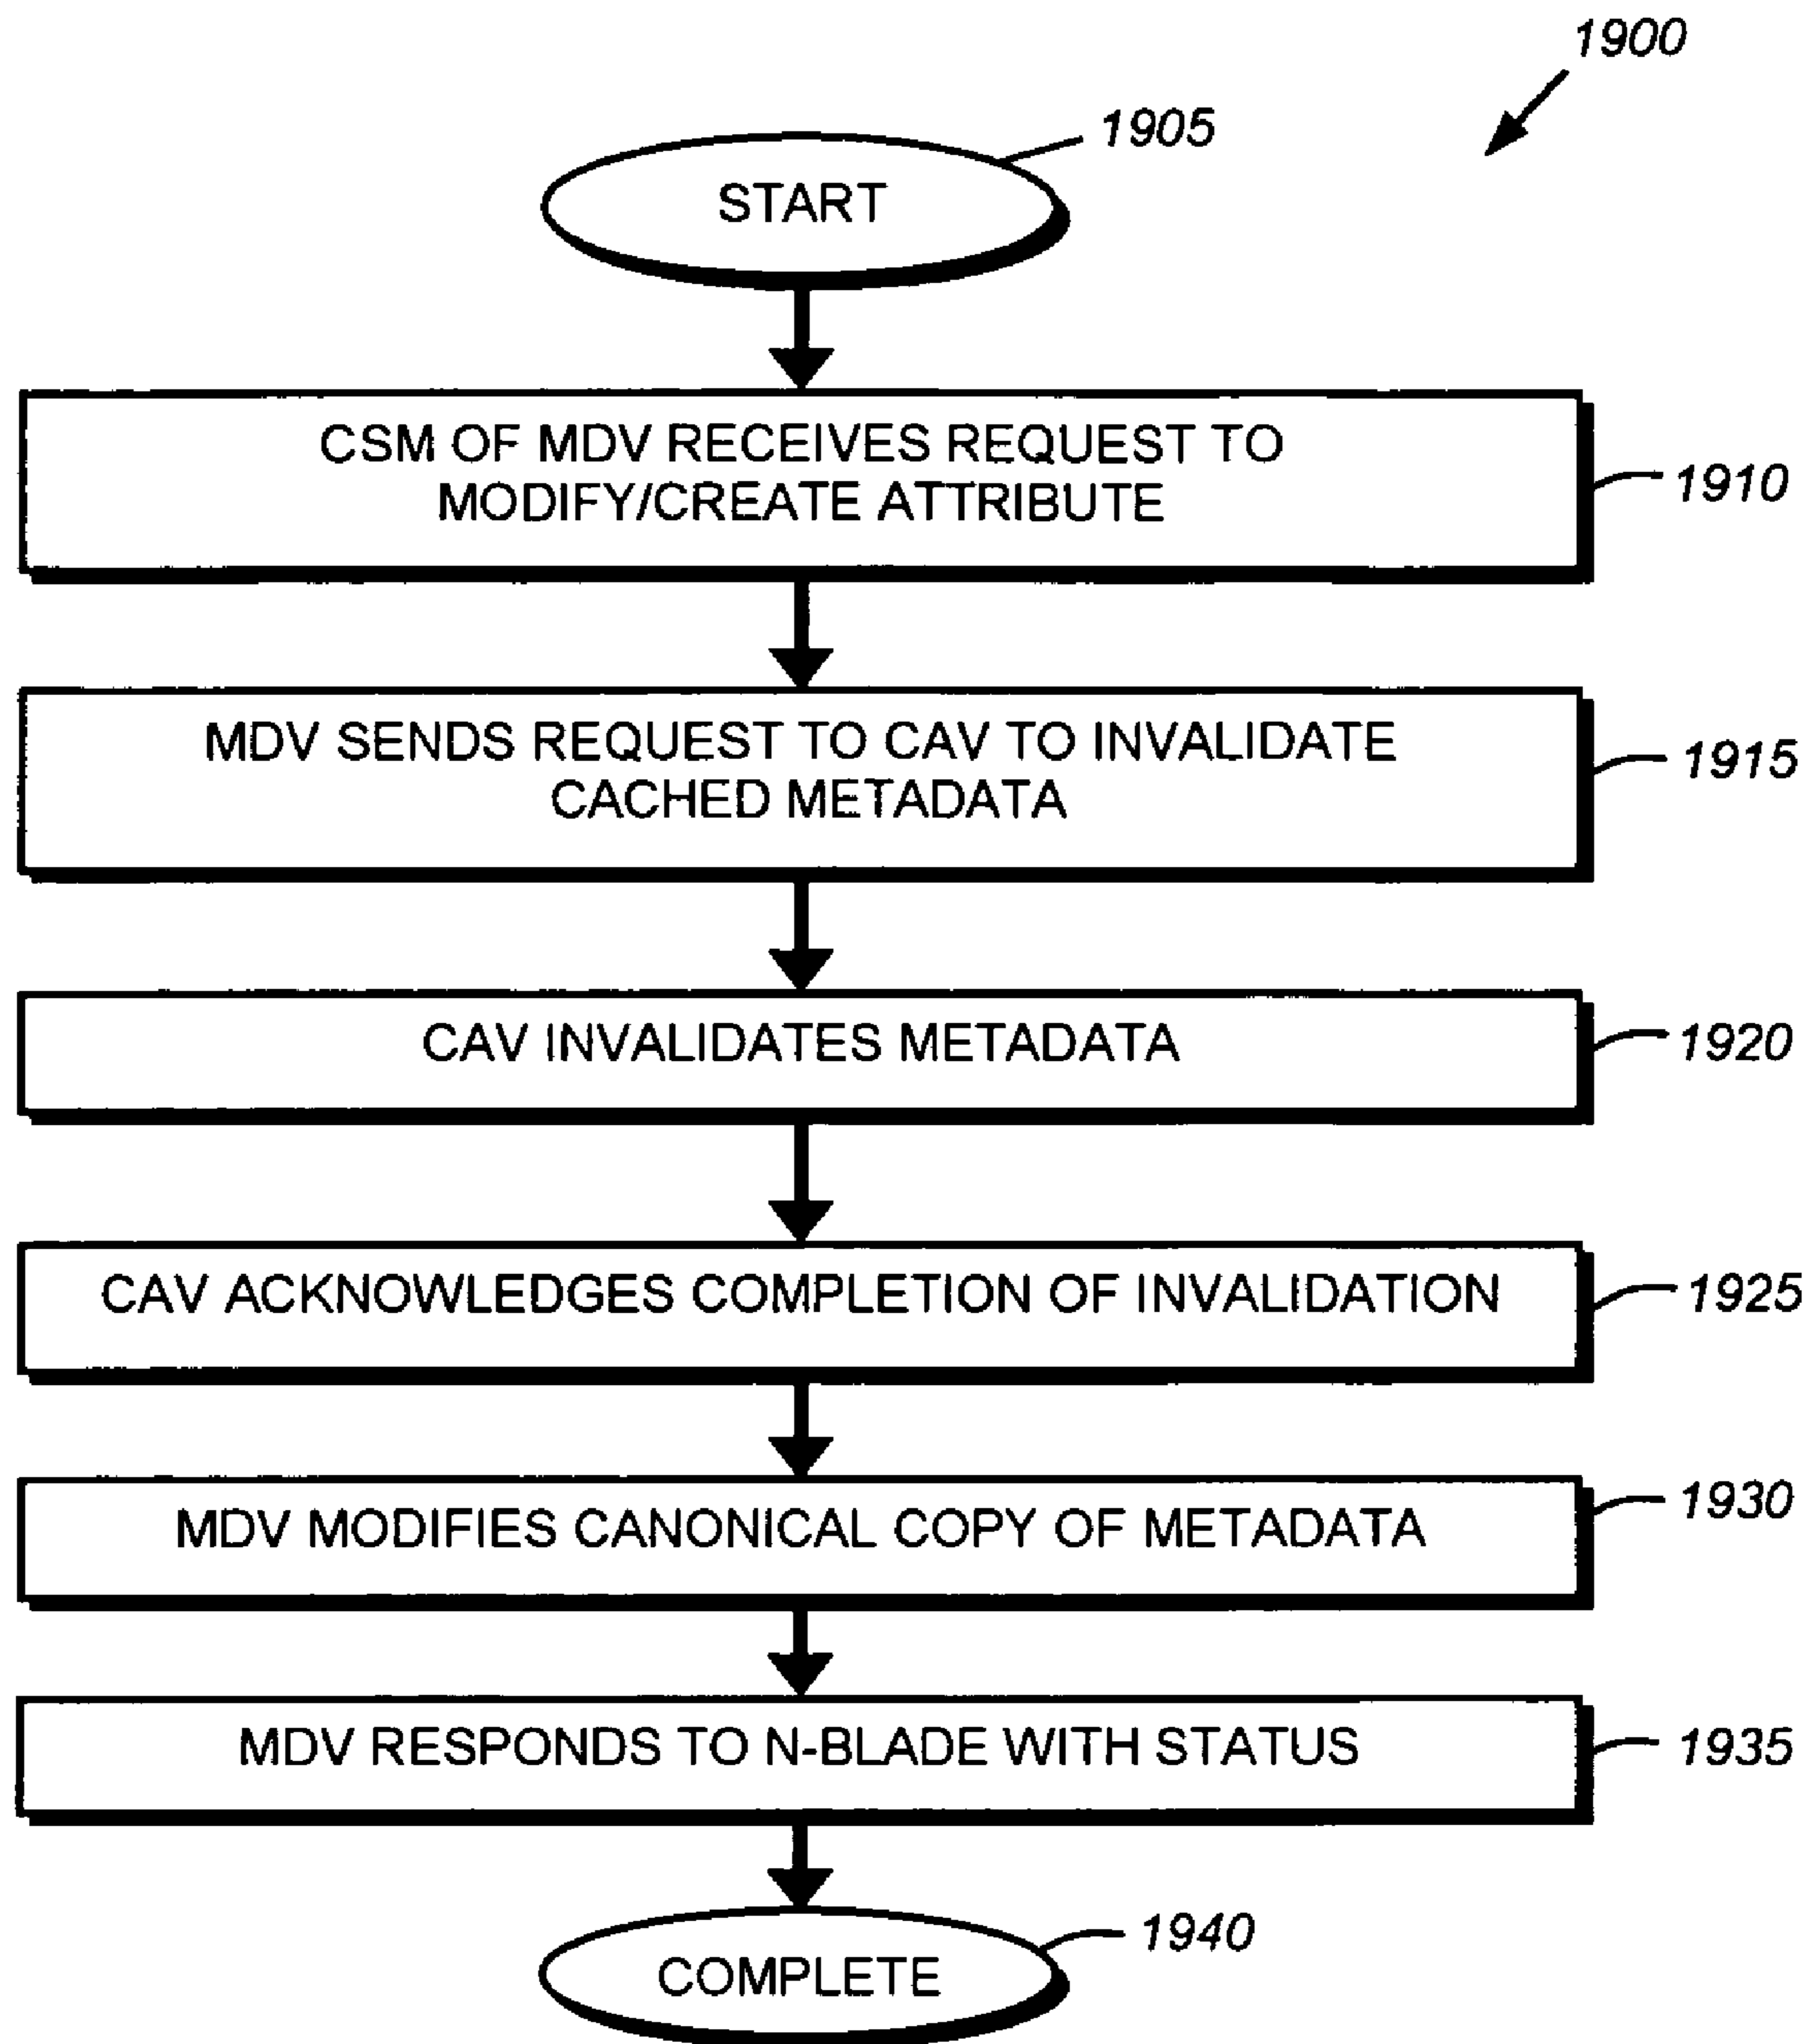 1900
1905
START
CSM OF MDV RECEIVES REQUEST TO
MODIFY/CREATE ATTRIBUTE
1910
MDV SENDS REQUEST TO CAV TO INVALIDATE
CACHED METADATA
1915
CAV INVALIDATES METADATA
1920
CAV ACKNOWLEDGES COMPLETION OF INVALIDATION
1925
MDV MODIFIES CANONICAL COPY OF METADATA
1930
MDV RESPONDS TO N-BLADE WITH STATUS
1935
1940
COMPLETE